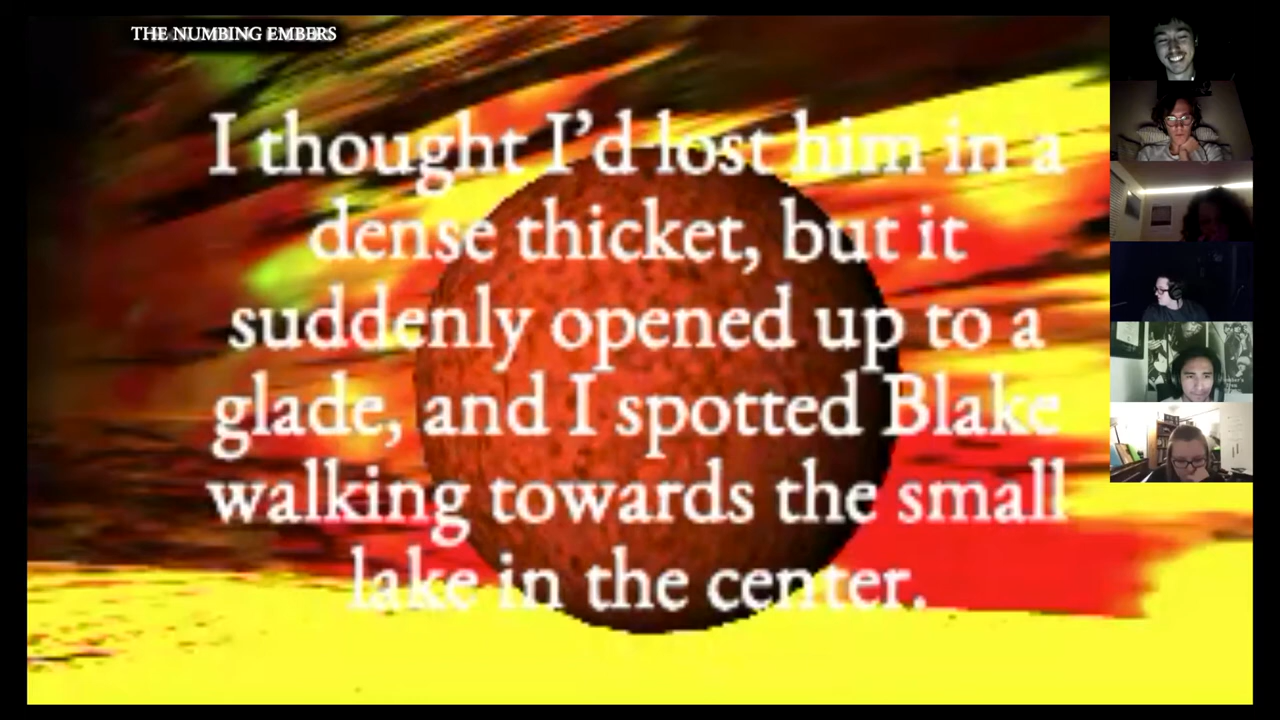 THE NUMBING EMBERS
I thought I'd lost him in a
dense thicket, but it
suddenly opened up to a
glade, and I spotted Blake
walking towards the small
lake in the center.